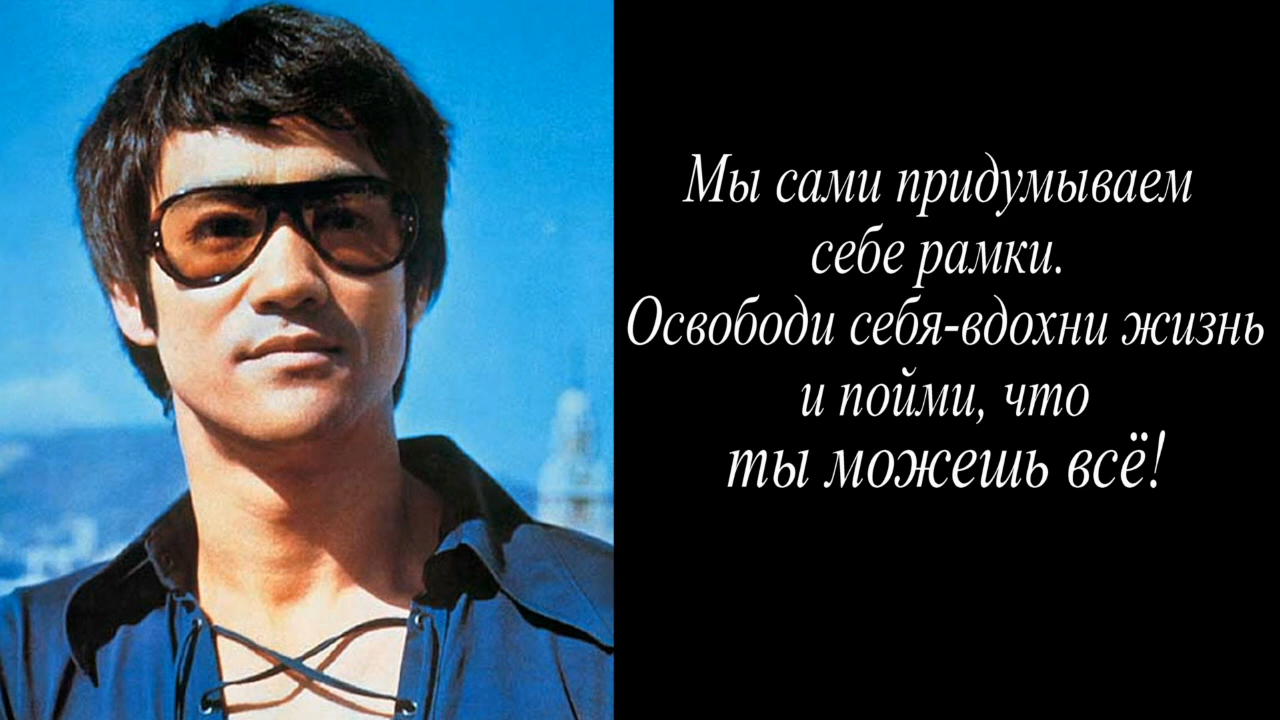 Мы сами придумываем
себе рамки.
Освободи себя-вдохни жизнь
и пойми, что
ты можешь всё!